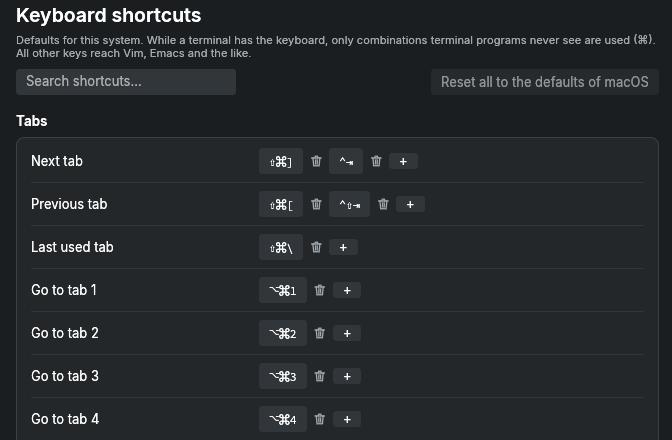 Keyboard shortcuts
Defaults for this system. While a terminal has the keyboard, only combinations terminal programs never see are used (⌘).
All other keys reach Vim, Emacs and the like.
Search shortcuts...
Reset all to the defaults of macOS
Tabs
Next tab ⇧⌘] ^⇥ +
Previous tab ⇧⌘[ ^⇧⇥ +
Last used tab ⇧⌘\ +
Go to tab 1 ⌥⌘1 +
Go to tab 2 ⌥⌘2 +
Go to tab 3 ⌥⌘3 +
Go to tab 4 ⌥⌘4 +